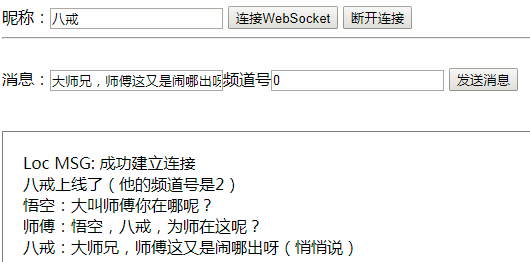 昵称：八戒 连接WebSocket 断开连接
消息：大师兄，师傅这又是闹哪出呀 频道号0 发送消息
Loc MSG: 成功建立连接
八戒上线了（他的频道号是2）
悟空：大叫师傅你在哪呢？
师傅：悟空，八戒，为师在这呢？
八戒：大师兄，师傅这又是闹哪出呀（悄悄说）